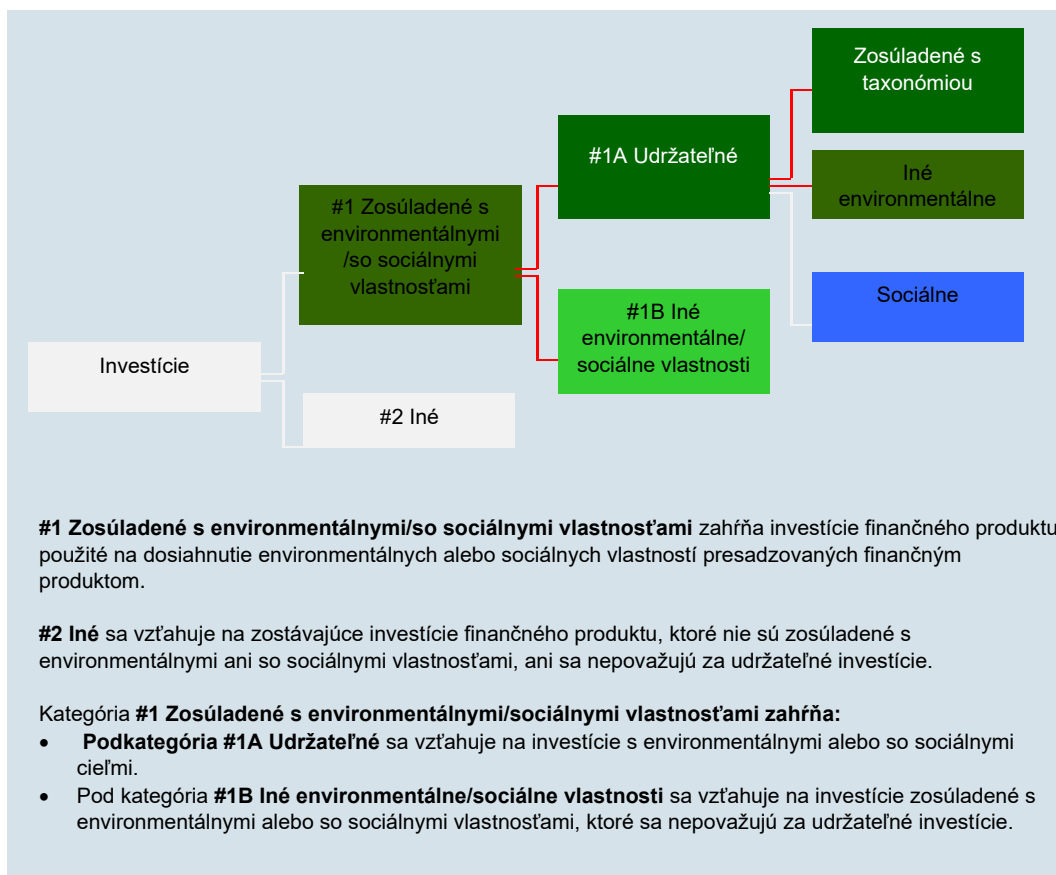 Zosúladené s
taxonómiou
#1A Udržateľné
Iné
environmentálne
#1 Zosúladené s
environmentálnymi
/so sociálnymi
vlastnosťami
Sociálne
#1B Iné
environmentálne/
sociálne vlastnosti
Investície
#2 Iné
#1 Zosúladené s environmentálnymi/so sociálnymi vlastnosťami zahŕňa investície finančného produktu
použité na dosiahnutie environmentálnych alebo sociálnych vlastností presadzovaných finančným
produktom.
#2 Iné sa vzťahuje na zostávajúce investície finančného produktu, ktoré nie sú zosúladené s
environmentálnymi ani so sociálnymi vlastnosťami, ani sa nepovažujú za udržateľné investície.
Kategória #1 Zosúladené s environmentálnymi/sociálnymi vlastnosťami zahŕňa:
• Podkategória #1A Udržateľné sa vzťahuje na investície s environmentálnymi alebo so sociálnymi
cieľmi.
• Pod kategória #1B Iné environmentálne/sociálne vlastnosti sa vzťahuje na investície zosúladené s
environmentálnymi alebo so sociálnymi vlastnosťami, ktoré sa nepovažujú za udržateľné investície.